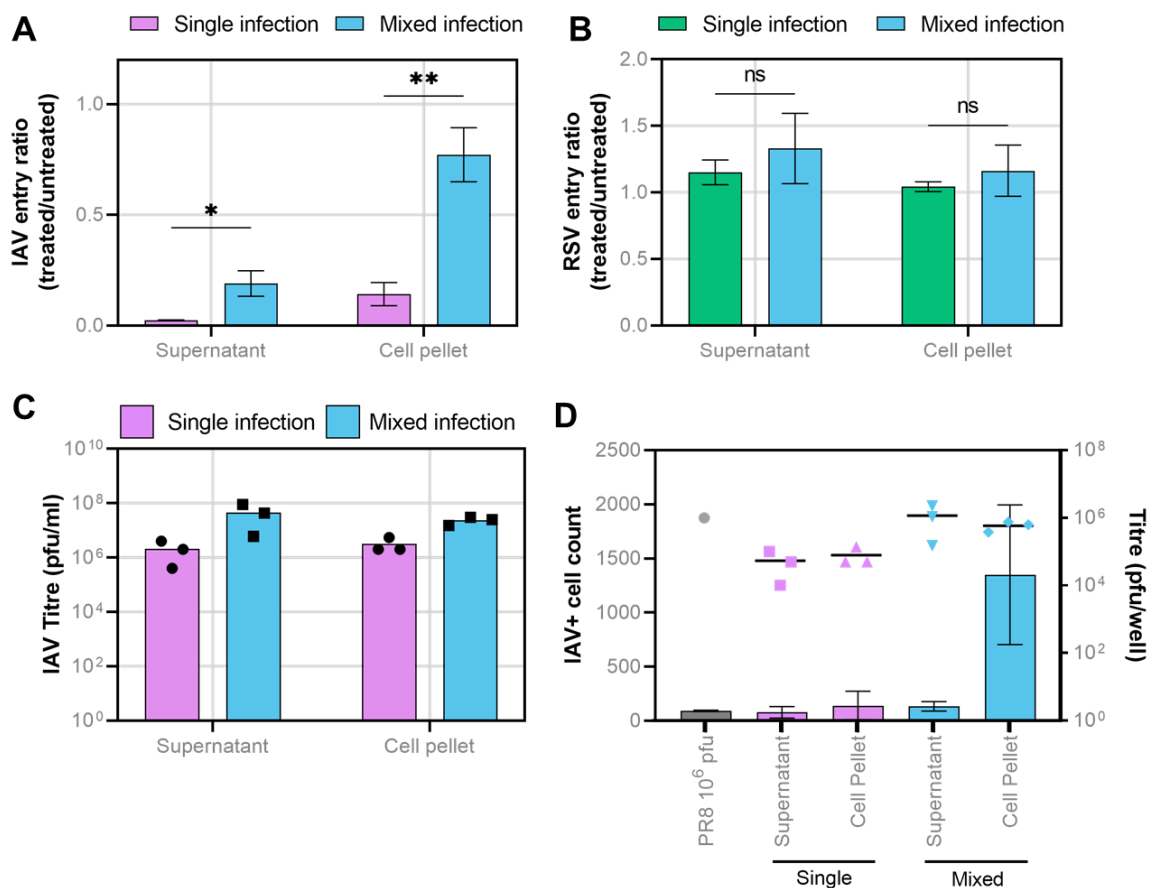 A
Single infection
Mixed infection
IAV entry ratio
(treated/untreated)
1.0
0.5
0.0
*
**
Supernatant
Cell pellet
B
Single infection
Mixed infection
RSV entry ratio
(treated/untreated)
2.0
1.5
1.0
0.5
0.0
ns
ns
Supernatant
Cell pellet
C
Single infection
Mixed infection
IAV Titre (pfu/ml)
10¹⁰
10⁸
10⁶
10⁴
10²
10⁰
Supernatant
Cell pellet
D
IAV+ cell count
2500
2000
1500
1000
500
0
10⁸
10⁶
10⁴
10²
10⁰
Titre (pfu/well)
PR8 10⁶ pfu
Supernatant
Cell Pellet
Supernatant
Cell Pellet
Single
Mixed